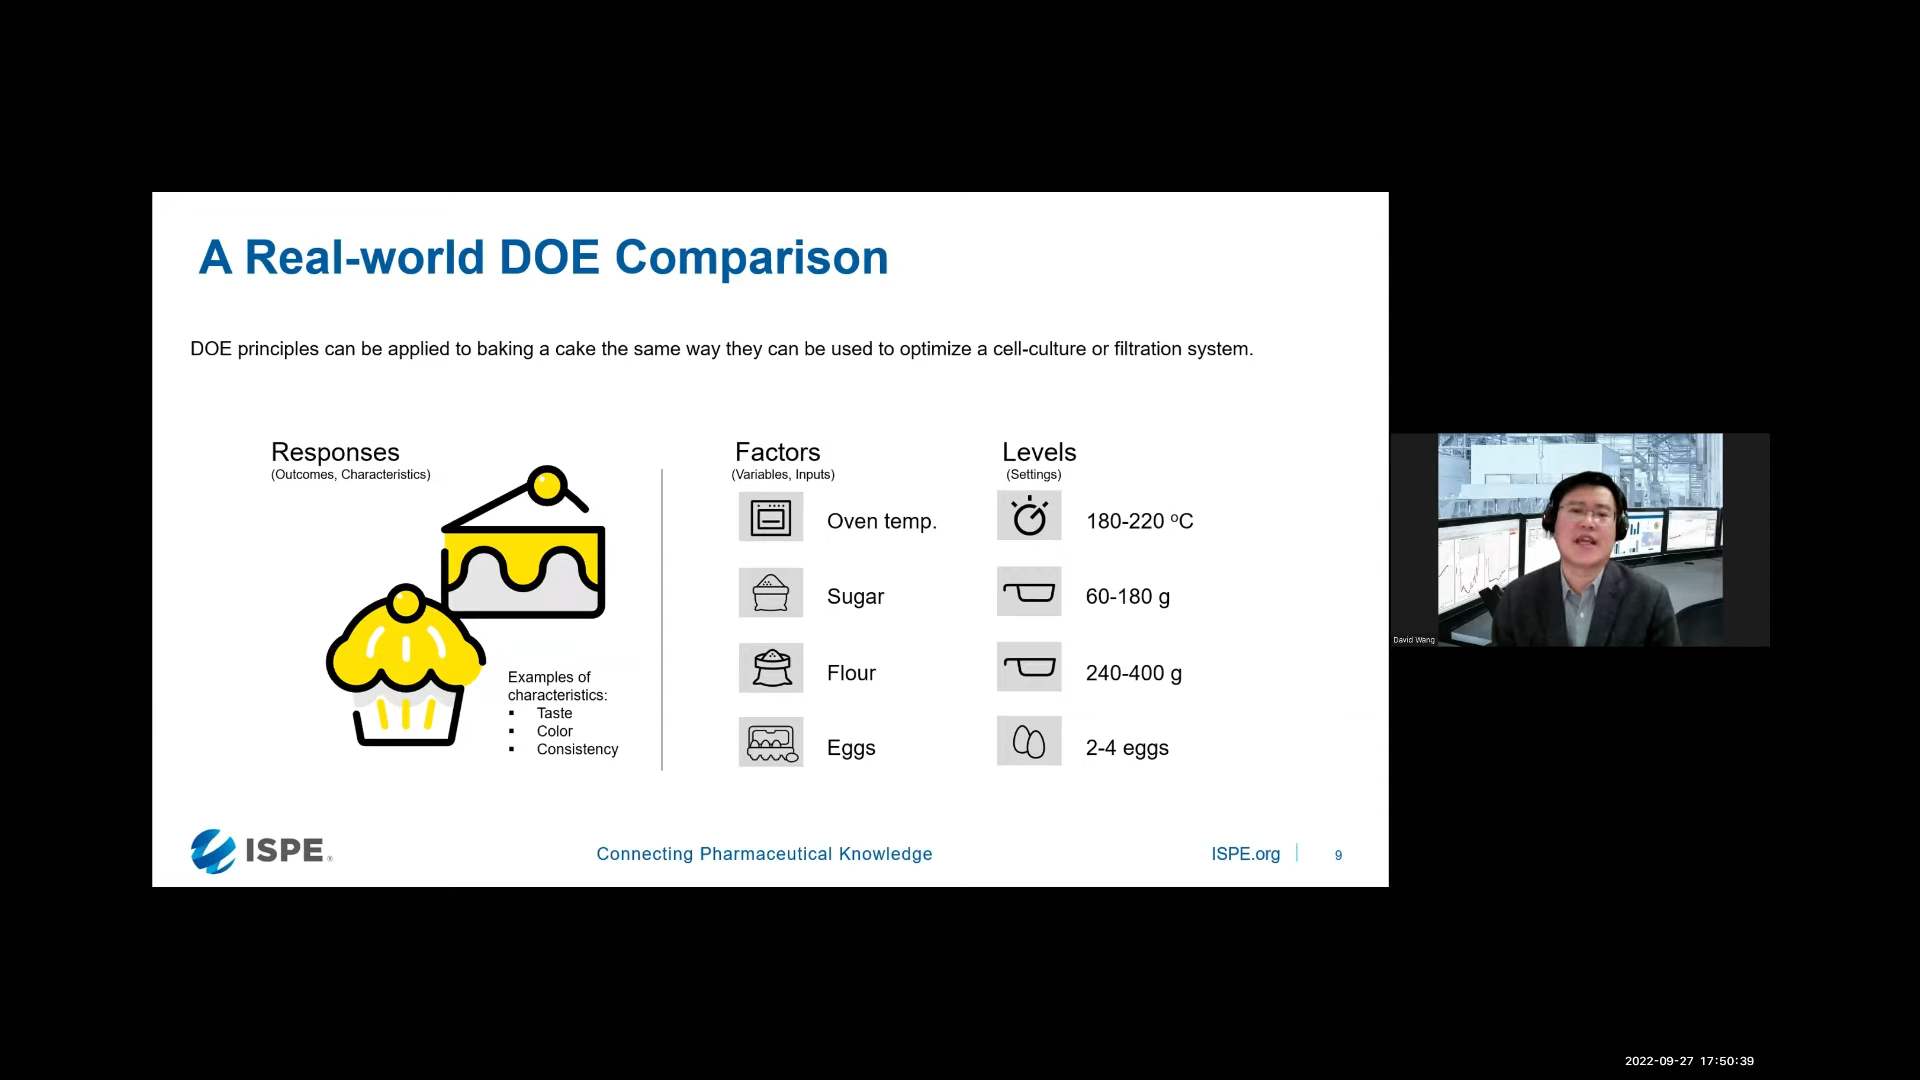 A Real-world DOE Comparison
DOE principles can be applied to baking a cake the same way they can be used to optimize a cell-culture or filtration system.
Responses
(Outcomes, Characteristics)
Examples of
characteristics:
▪ Taste
▪ Color
▪ Consistency
Factors
(Variables, Inputs)
Levels
(Settings)
Oven temp.
180-220 ºC
Sugar
60-180 g
Flour
240-400 g
Eggs
2-4 eggs
ISPE®
Connecting Pharmaceutical Knowledge
ISPE.org
9
David Wang
2022-09-27 17:50:39